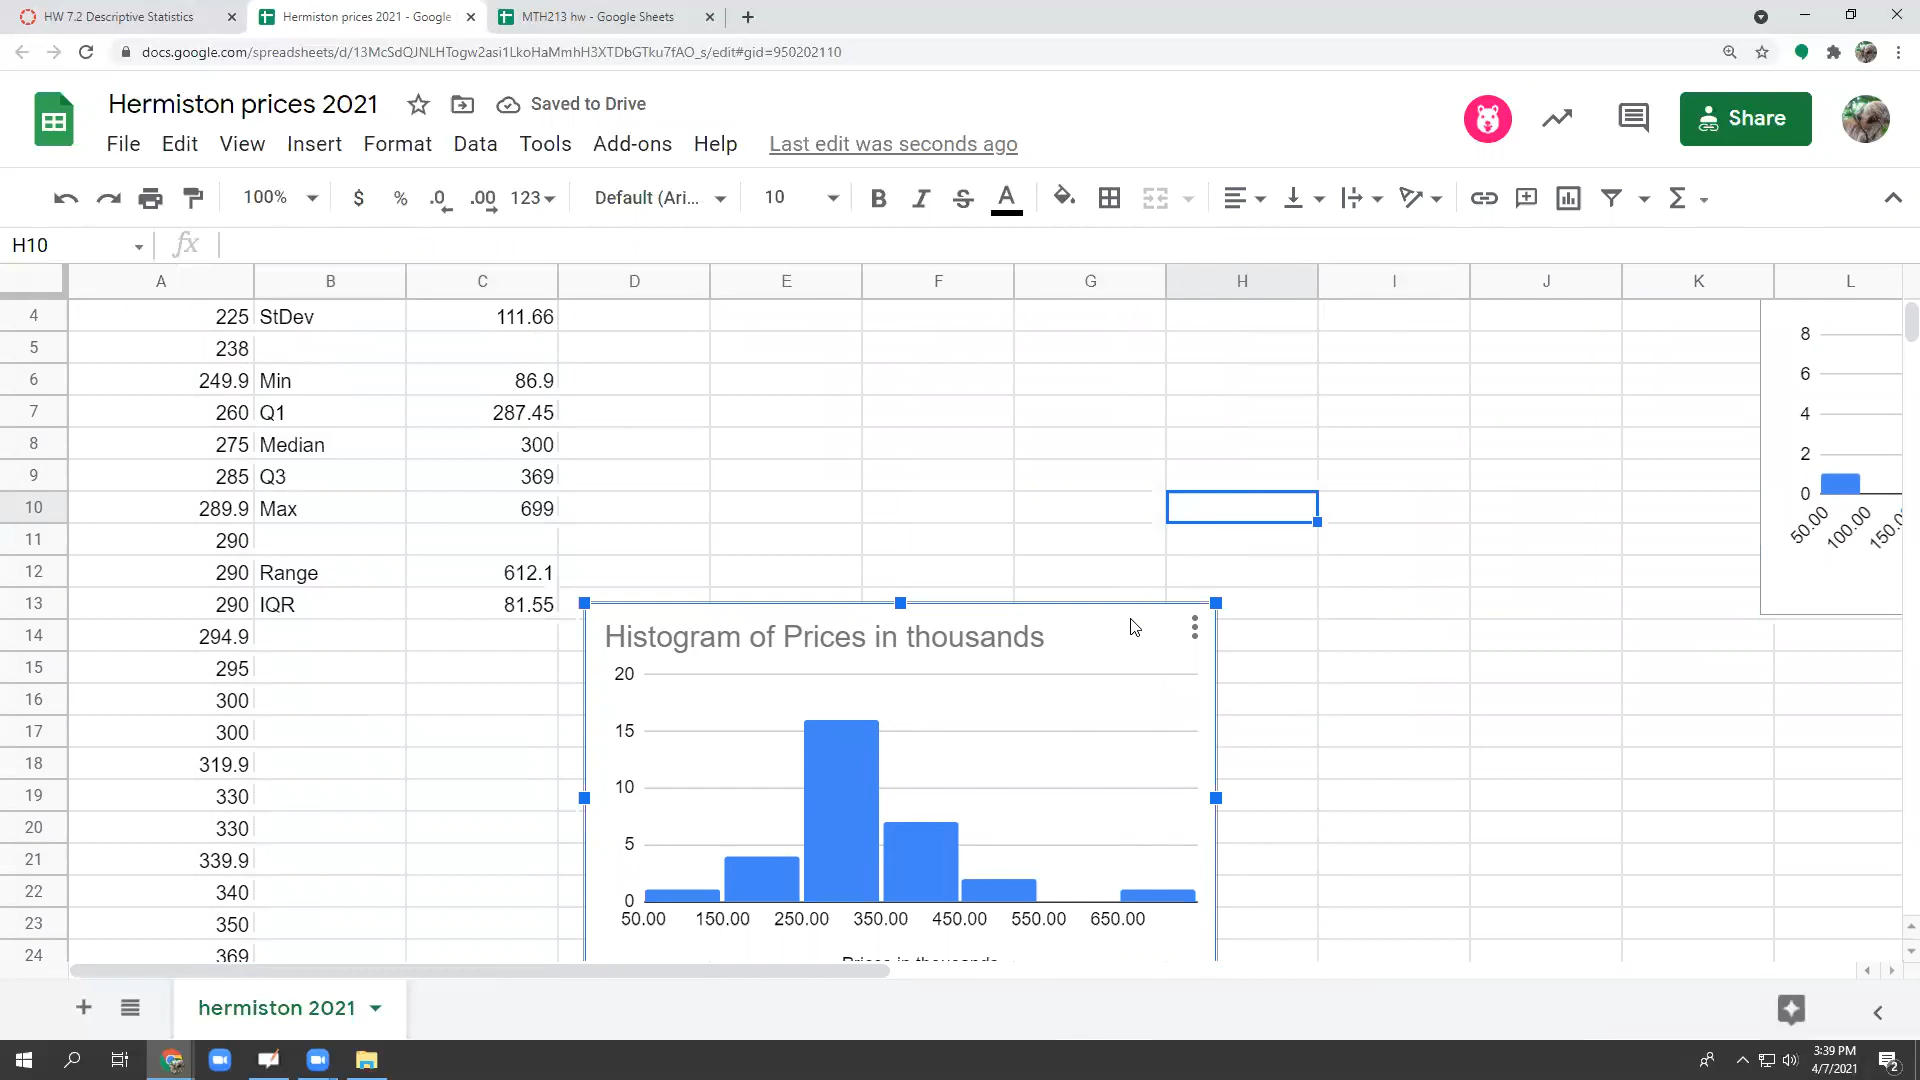 HW 7.2 Descriptive Statistics
Hermiston prices 2021 - Google
MTH213 hw - Google Sheets
docs.google.com/spreadsheets/d/13McSdQJNLHTogw2asi1LkoHaMmhH3XTDbGTku7fAO_s/edit#gid=950202110
Hermiston prices 2021
Saved to Drive
Share
File Edit View Insert Format Data Tools Add-ons Help Last edit was seconds ago
100% $ % .0 .00 123 Default (Ari... 10 B I S A Σ
H10 fx
A B C D E F G H I J K L
4 225 StDev 111.66
5 238
6 249.9 Min 86.9
7 260 Q1 287.45
8 275 Median 300
9 285 Q3 369
10 289.9 Max 699
11 290
12 290 Range 612.1
13 290 IQR 81.55
14 294.9
15 295
16 300
17 300
18 319.9
19 330
20 330
21 339.9
22 340
23 350
24 369
8
6
4
2
0
50.00 100.00 150.0
Histogram of Prices in thousands
20
15
10
5
0
50.00 150.00 250.00 350.00 450.00 550.00 650.00
Prices in thousands
hermiston 2021
3:39 PM
4/7/2021
2